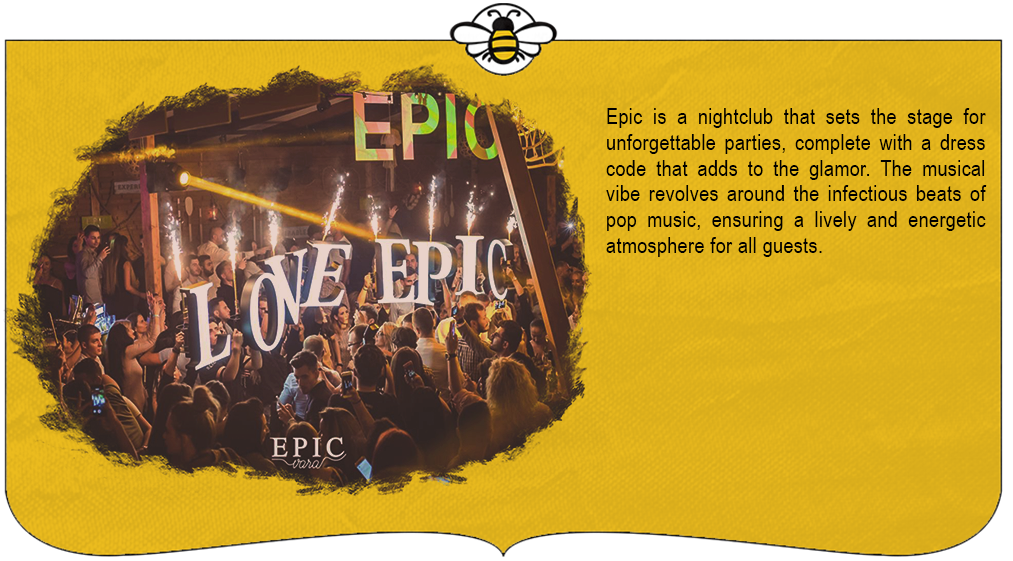 EPIC
LOVE EPIC
EPIC
vara
Epic is a nightclub that sets the stage for
unforgettable parties, complete with a dress
code that adds to the glamor. The musical
vibe revolves around the infectious beats of
pop music, ensuring a lively and energetic
atmosphere for all guests.